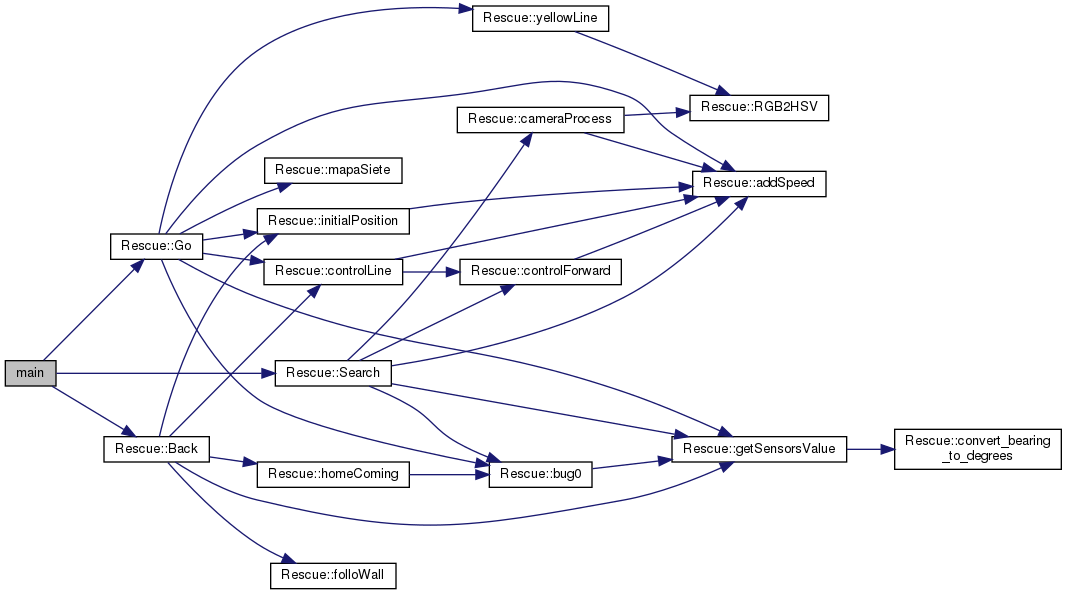 Rescue::yellowLine
Rescue::RGB2HSV
Rescue::cameraProcess
Rescue::mapaSiete
Rescue::addSpeed
Rescue::initialPosition
Rescue::Go
Rescue::controlLine
Rescue::controlForward
main
Rescue::Search
Rescue::Back
Rescue::getSensorsValue
Rescue::convert_bearing
_to_degrees
Rescue::homeComing
Rescue::bug0
Rescue::folloWall